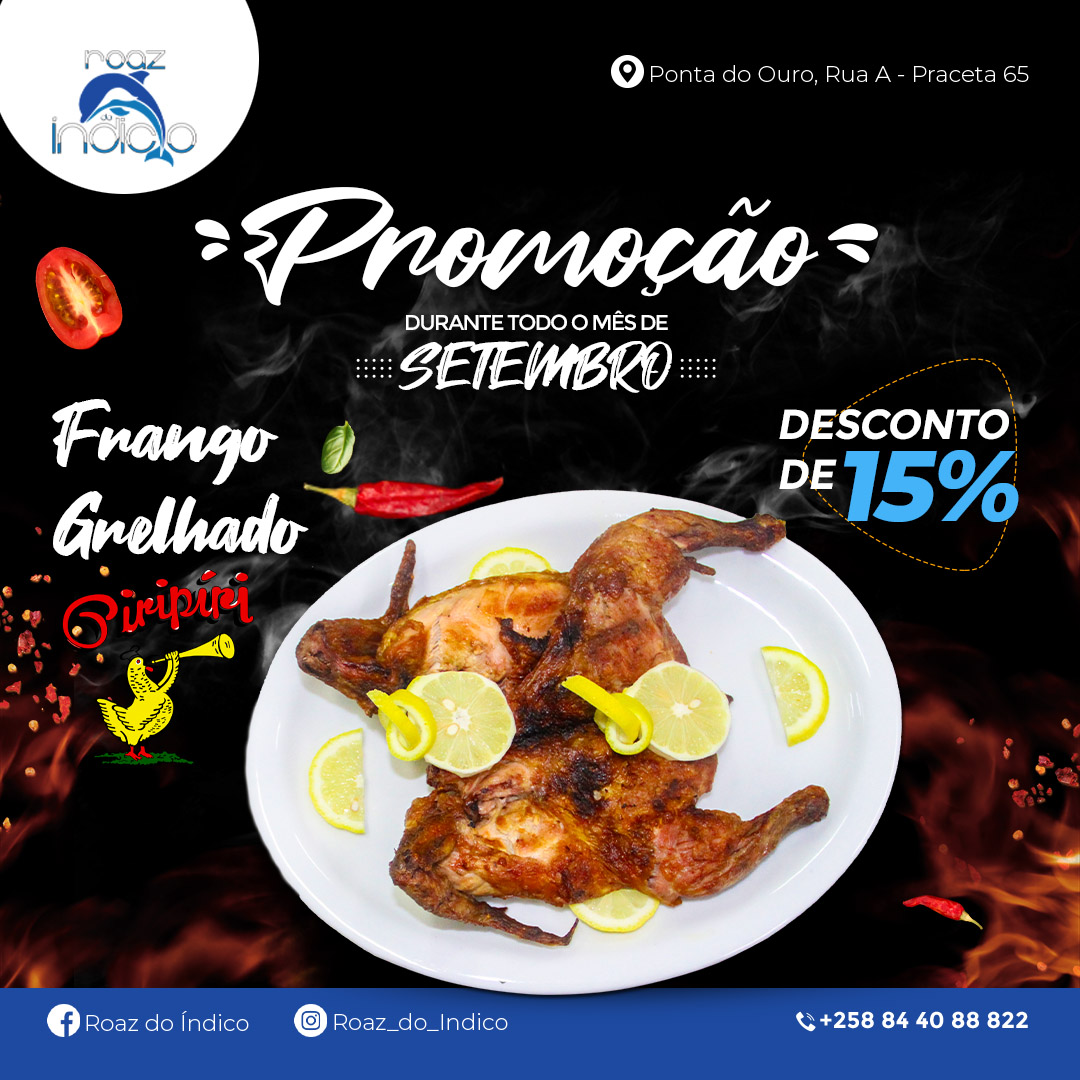 roaz
do
índico
Ponta do Ouro, Rua A - Praceta 65
Promoção
DURANTE TODO O MÊS DE
SETEMBRO
Frango
Grelhado
Piripíri
DESCONTO
DE 15%
Roaz do Índico
Roaz_do_Indico
+258 84 40 88 822